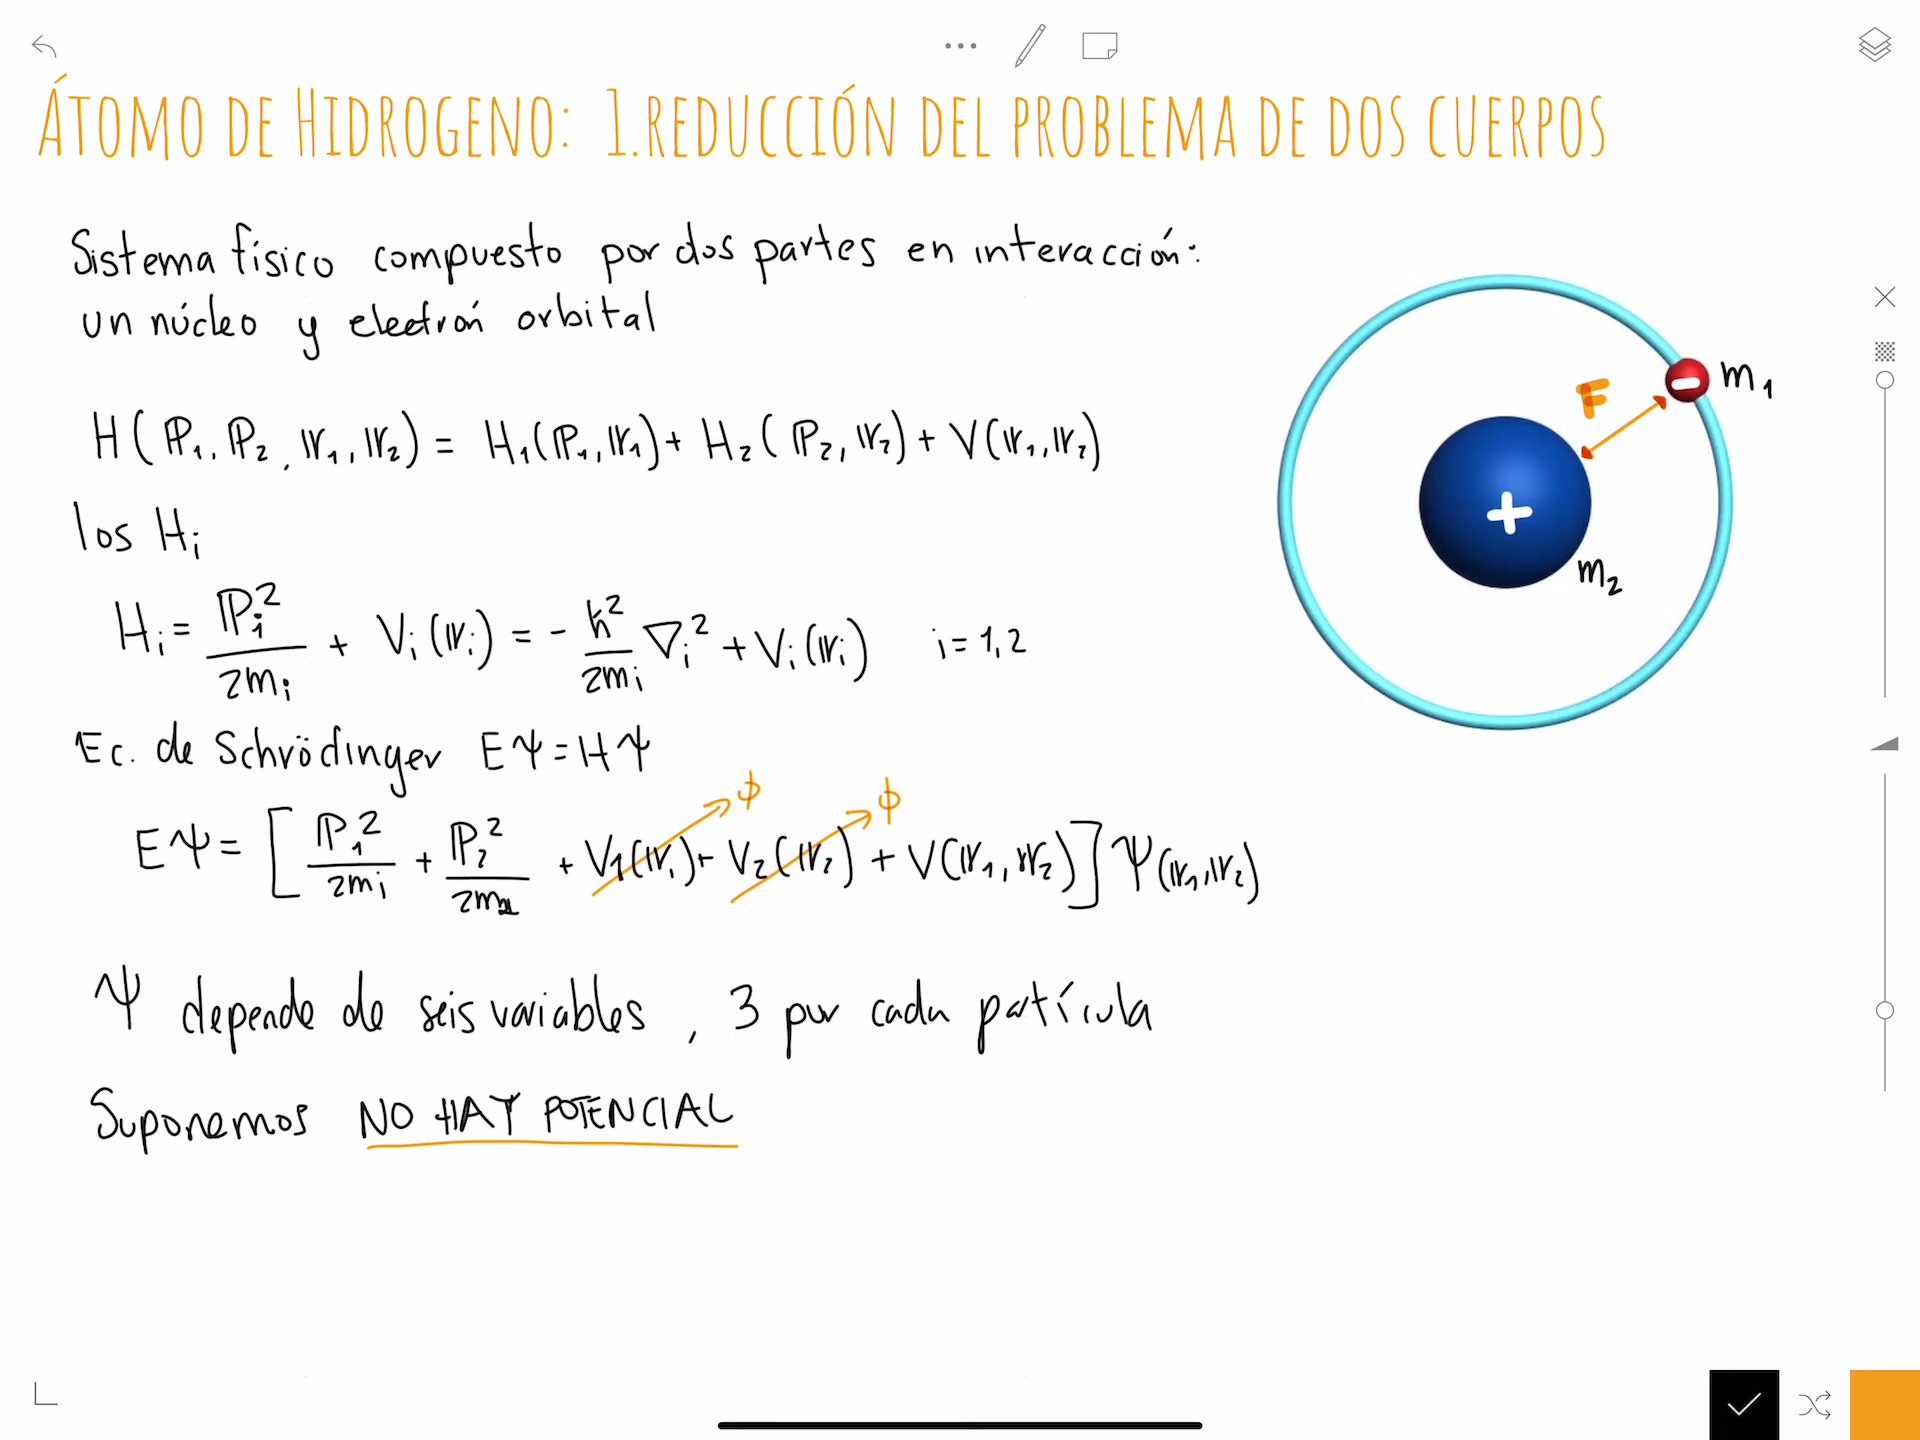 ÁTOMO DE HIDROGENO: 1.REDUCCIÓN DEL PROBLEMA DE DOS CUERPOS
Sistema físico compuesto por dos partes en interacción:
un núcleo y electrón orbital
H(ℙ₁, ℙ₂, 𝕣₁, 𝕣₂) = H₁(ℙ₁, 𝕣₁) + H₂(ℙ₂, 𝕣₂) + V(𝕣₁, 𝕣₂)
los Hᵢ
Hᵢ = ℙᵢ²/2mᵢ + Vᵢ(𝕣ᵢ) = - ħ²/2mᵢ ∇ᵢ² + Vᵢ(𝕣ᵢ) i = 1,2
Ec. de Schrödinger EΨ = HΨ
EΨ = [ℙ₁²/2mᵢ + ℙ₂²/2m₂ + V₁(𝕣₁) + V₂(𝕣₂) + V(𝕣₁, 𝕣₂)] Ψ(𝕣₁, 𝕣₂)
ϕ ϕ
Ψ depende de seis variables, 3 por cada patícula
Suponemos NO HAY POTENCIAL
F
m₁
+
m₂